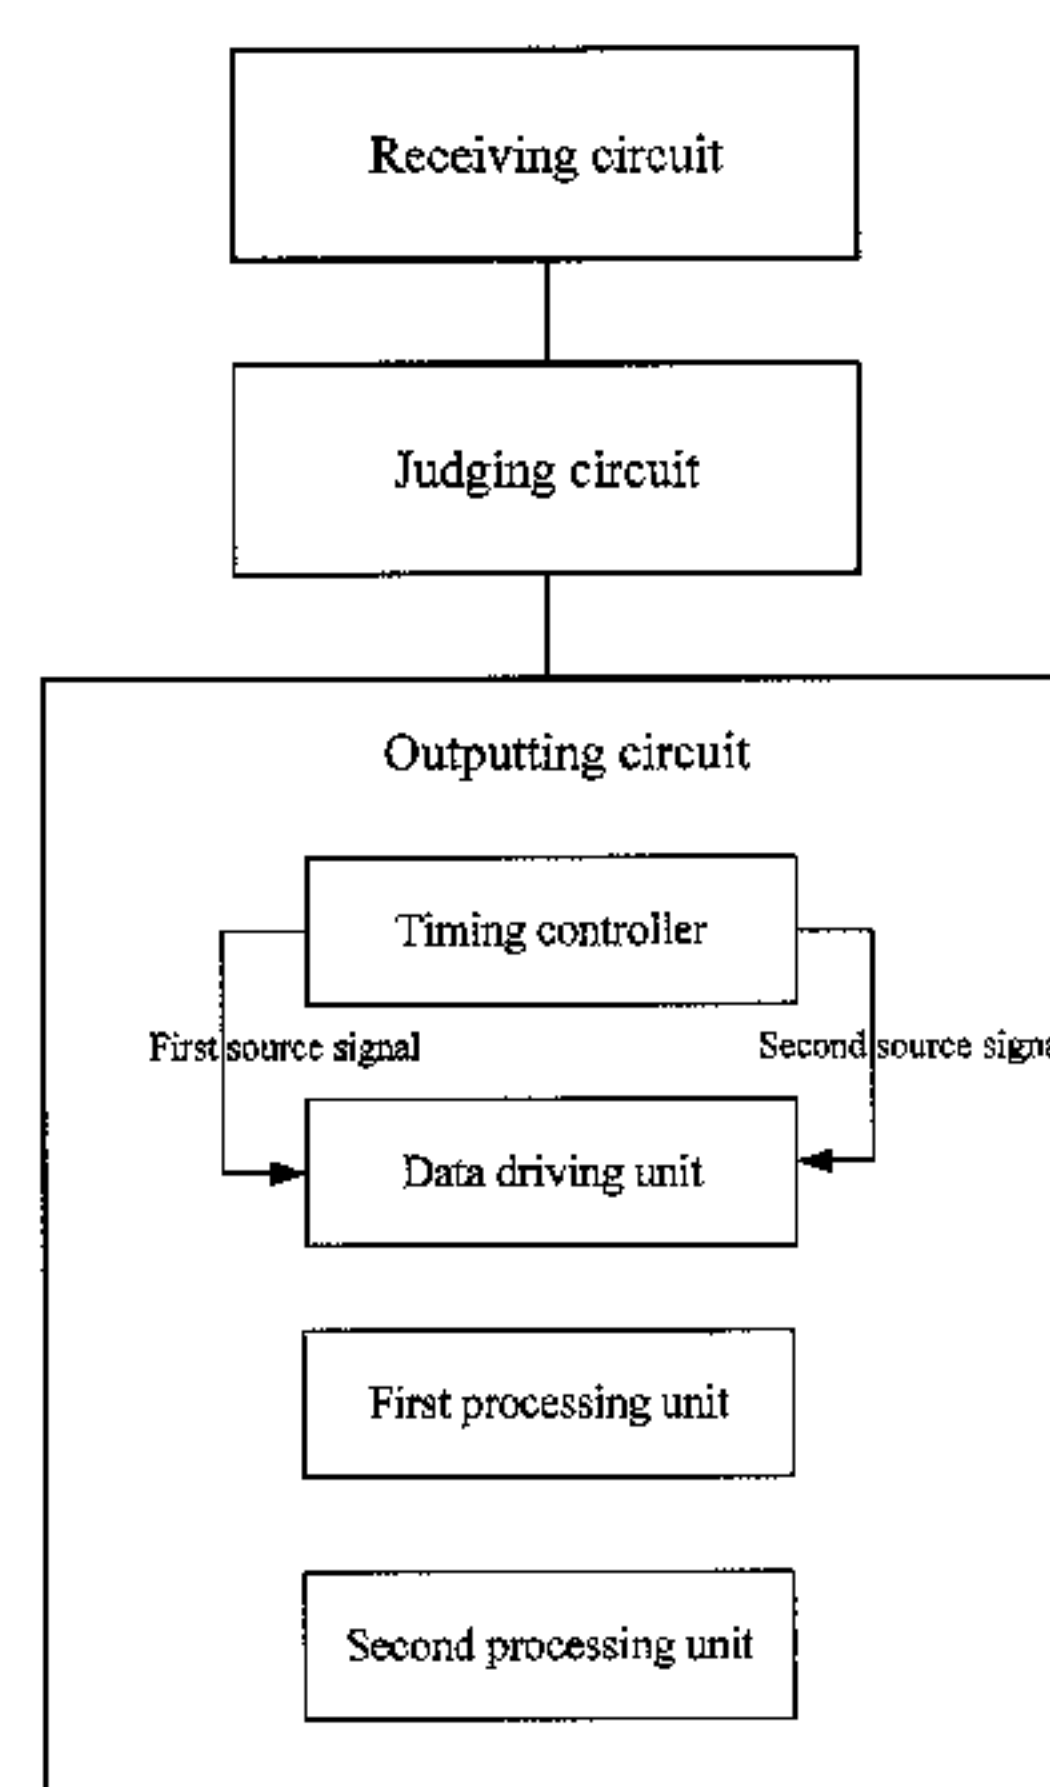 Receiving circuit
Judging circuit
Outputting circuit
Timing controller
First source signal
Second source signa
Data driving unit
First processing unit
Second processing unit